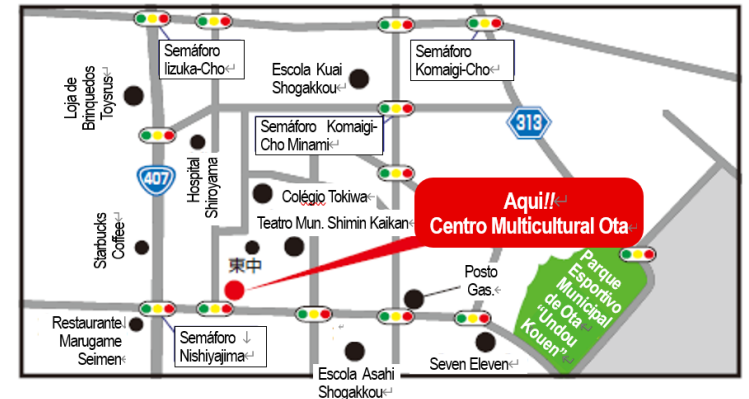 Semáforo
Iizuka-Cho
Semáforo
Komaigi-Cho
Loja de
Brinquedos
Toysrus
Escola Kuai
Shogakkou
Semáforo Komaigi-
Cho Minami
313
407
Hospital
Shiroyama
Colégio Tokiwa
Teatro Mun. Shimin Kaikan
Aqui!!
Centro Multicultural Ota
Starbucks
Coffee
東中
Posto
Gas.
Parque
Esportivo
Municipal
de Ota
“Undou
Kouen”
Restaurante
Marugame
Seimen
Semáforo ↓
Nishiyajima
Escola Asahi
Shogakkou
Seven Eleven